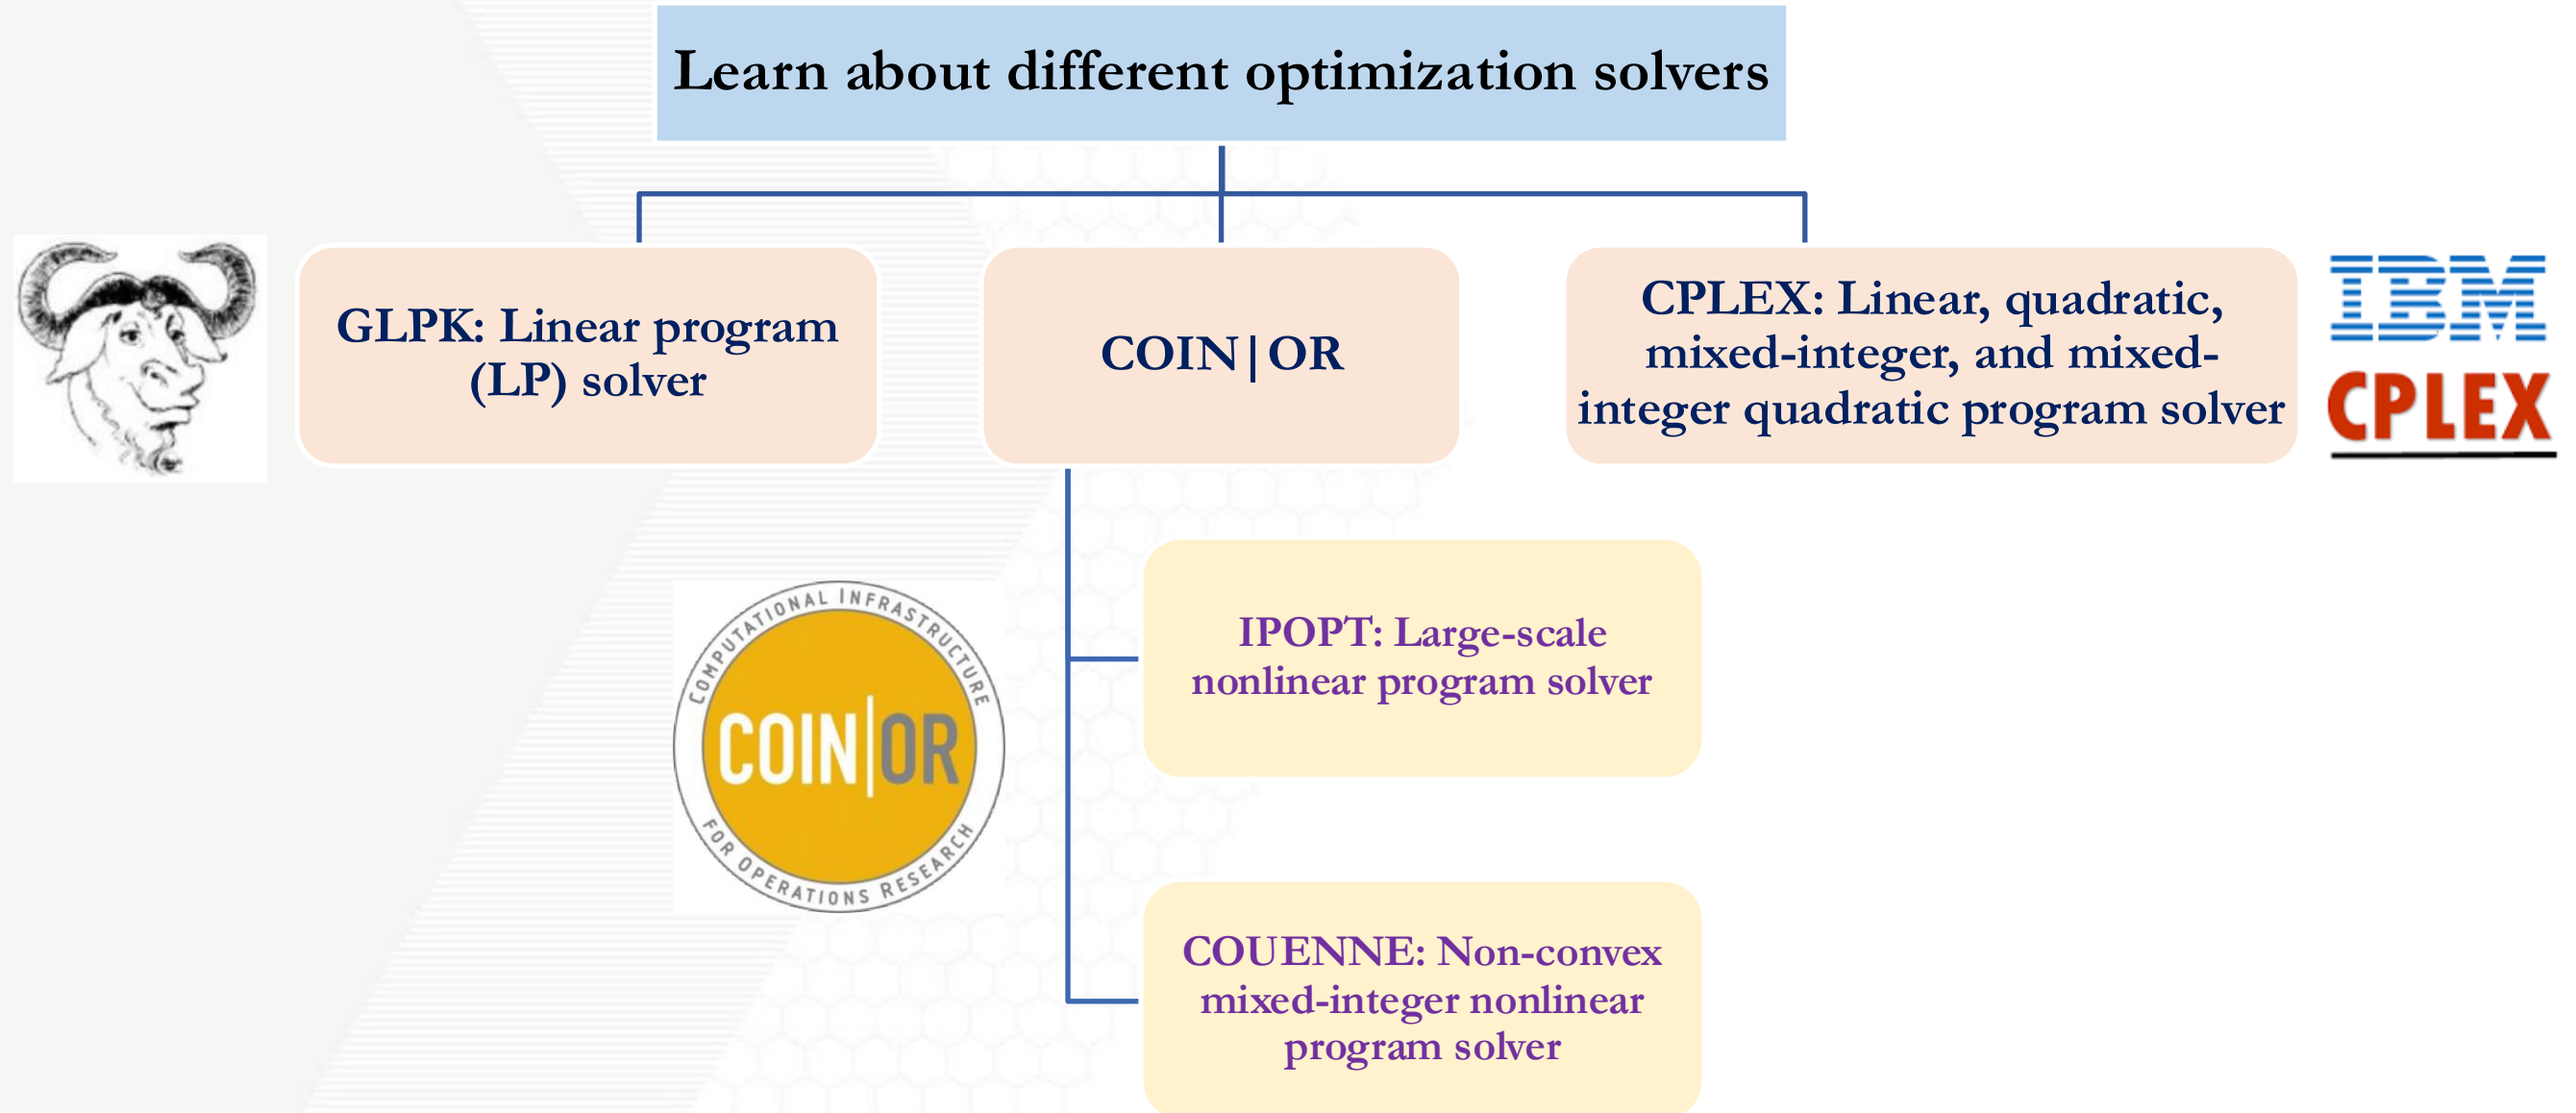 Learn about different optimization solvers
GLPK: Linear program
(LP) solver
COIN|OR
CPLEX: Linear, quadratic,
mixed-integer, and mixed-
integer quadratic program solver
IBM
CPLEX
COMPUTATIONAL INFRASTRUCTURE
COIN|OR
FOR OPERATIONS RESEARCH
IPOPT: Large-scale
nonlinear program solver
COUENNE: Non-convex
mixed-integer nonlinear
program solver